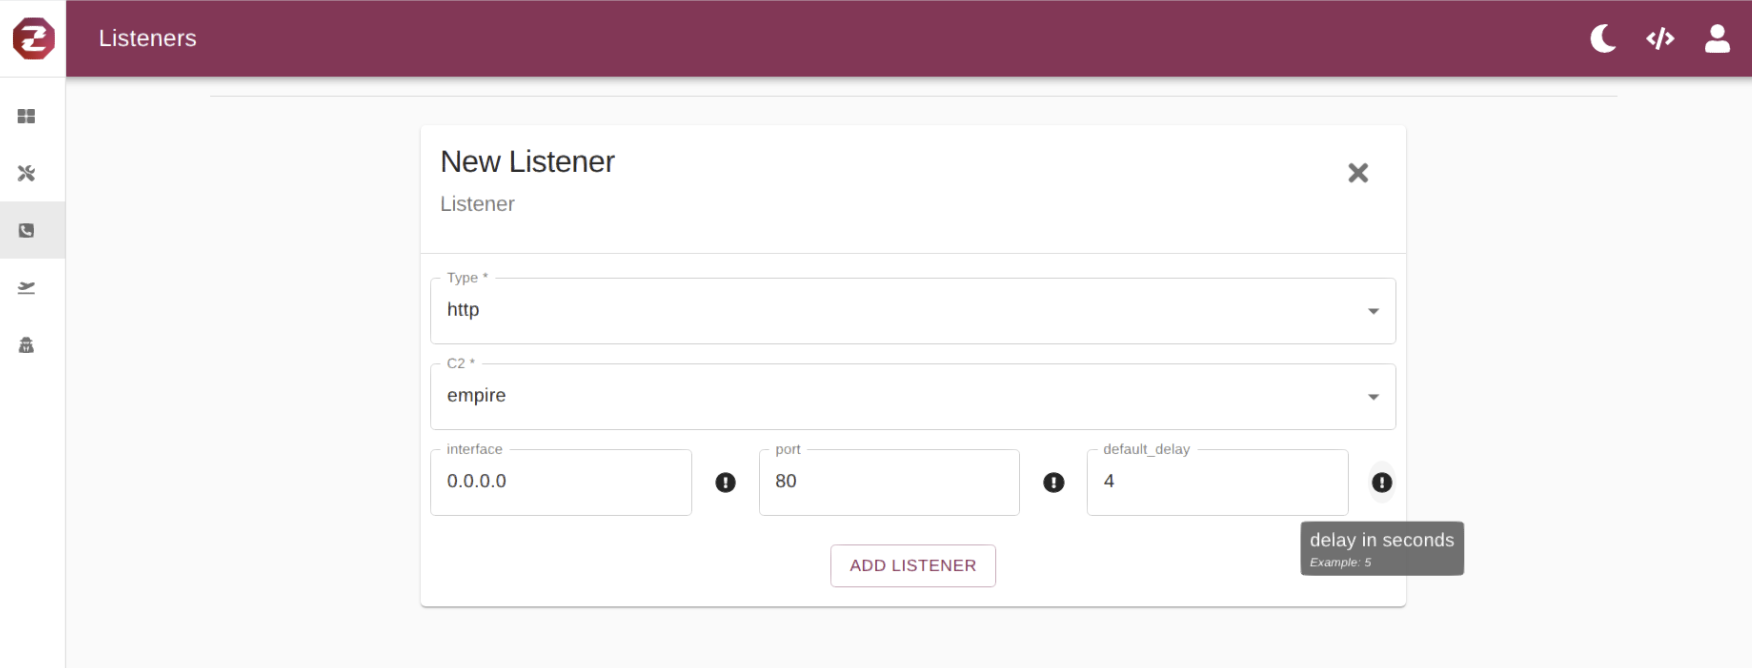 Listeners
New Listener
Listener
Type *
http
C2 *
empire
interface
0.0.0.0
port
80
default_delay
4
delay in seconds
Example: 5
ADD LISTENER